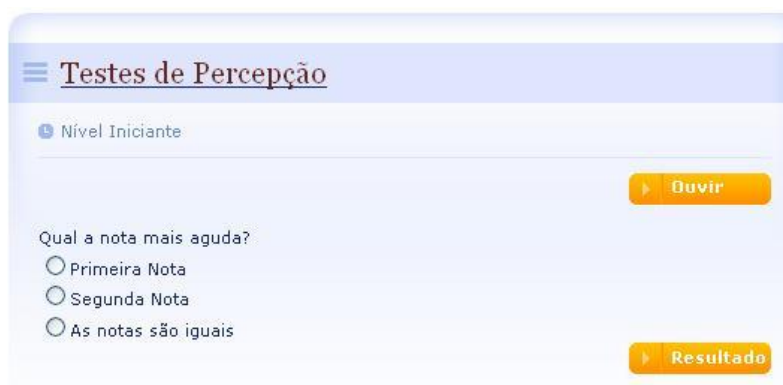 Testes de Percepção
Nível Iniciante
Ouvir
Qual a nota mais aguda?
Primeira Nota
Segunda Nota
As notas são iguais
Resultado